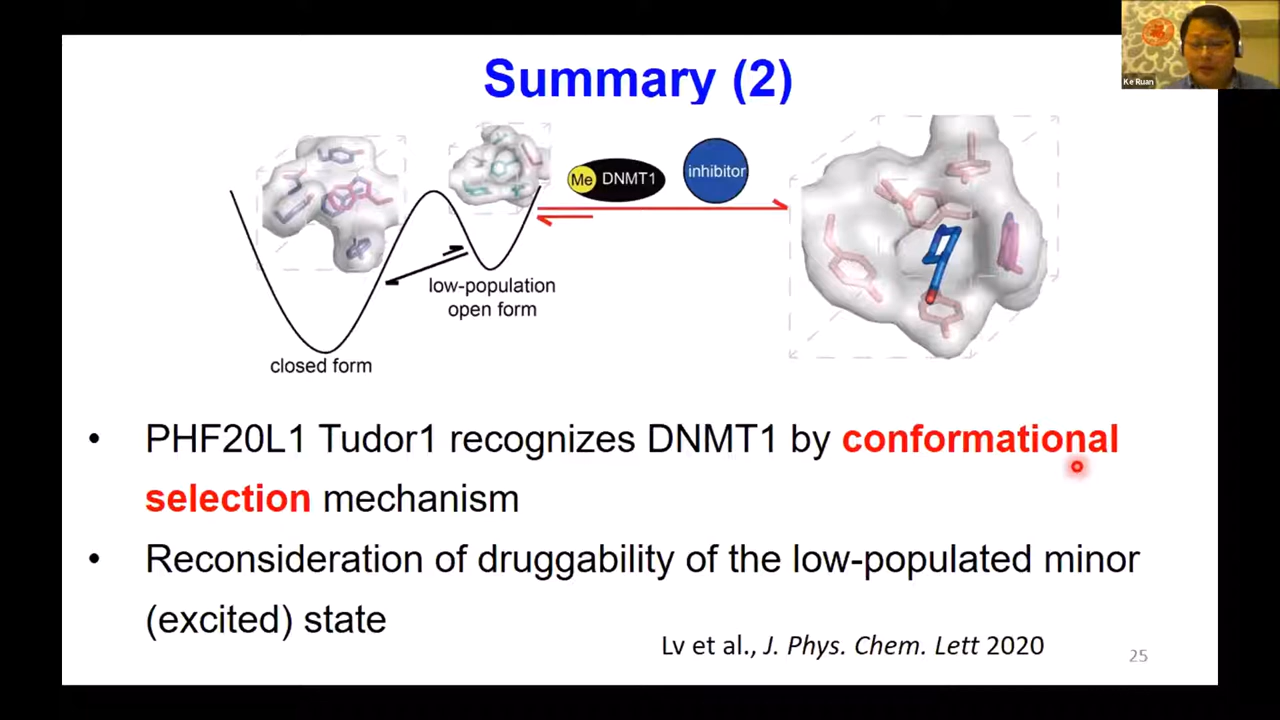 Summary (2)
Ke Ruan
Me DNMT1
inhibitor
low-population
open form
closed form
• PHF20L1 Tudor1 recognizes DNMT1 by conformational
selection mechanism
• Reconsideration of druggability of the low-populated minor
(excited) state
Lv et al., J. Phys. Chem. Lett 2020
25